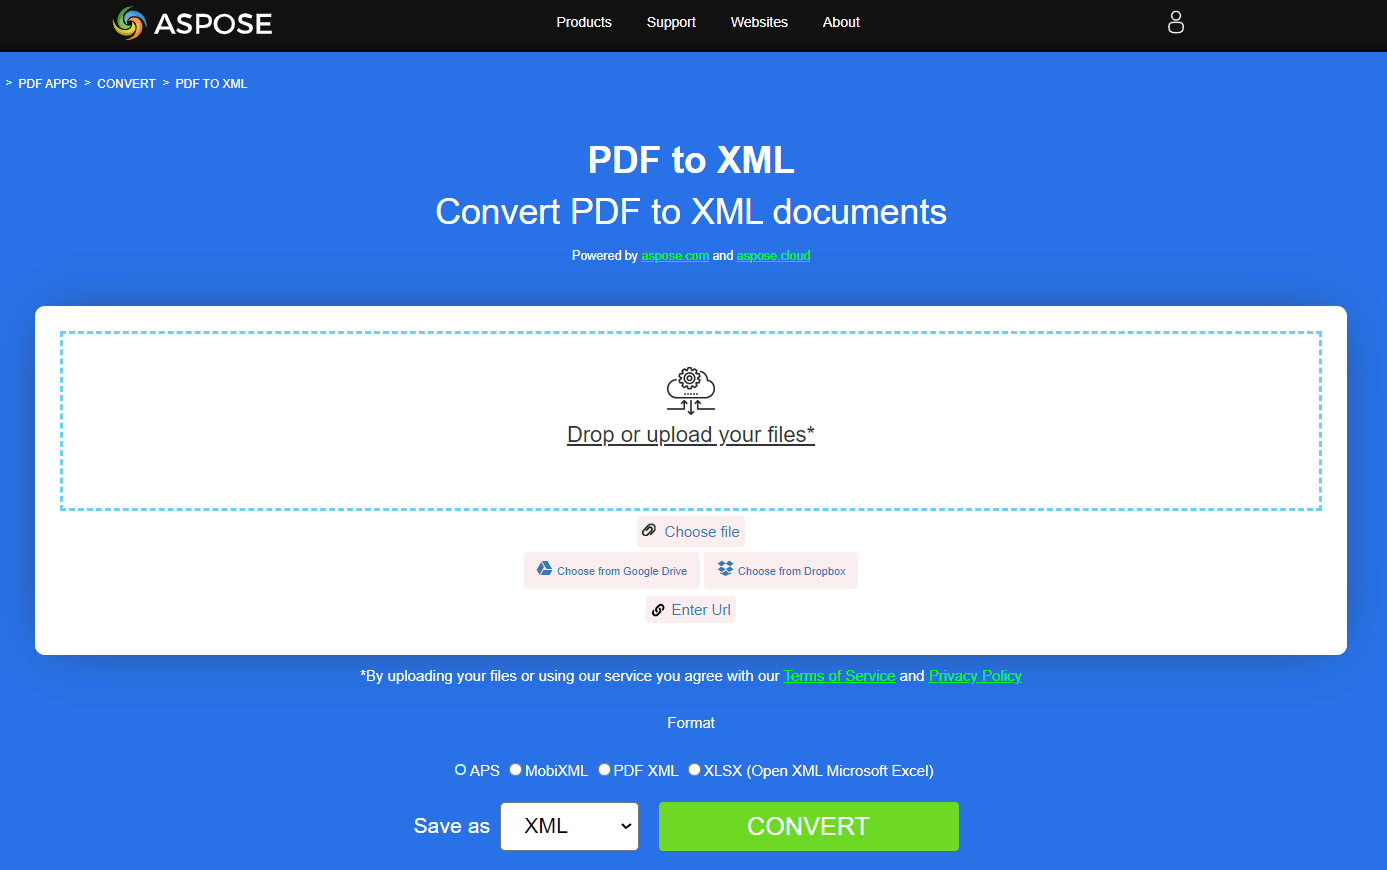 ASPOSE Products Support Websites About
> PDF APPS > CONVERT > PDF TO XML
PDF to XML
Convert PDF to XML documents
Powered by aspose.com and aspose.cloud
Drop or upload your files*
Choose file
Choose from Google Drive Choose from Dropbox
Enter Url
*By uploading your files or using our service you agree with our Terms of Service and Privacy Policy
Format
APS MobiXML PDF XML XLSX (Open XML Microsoft Excel)
Save as XML CONVERT